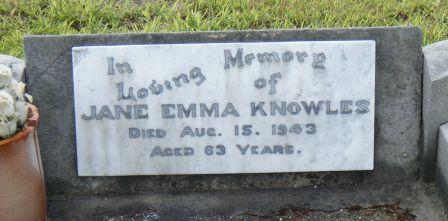 In Memory
Loving of
JANE EMMA KNOWLES
DIED AUG. 15. 1943
AGED 63 YEARS.